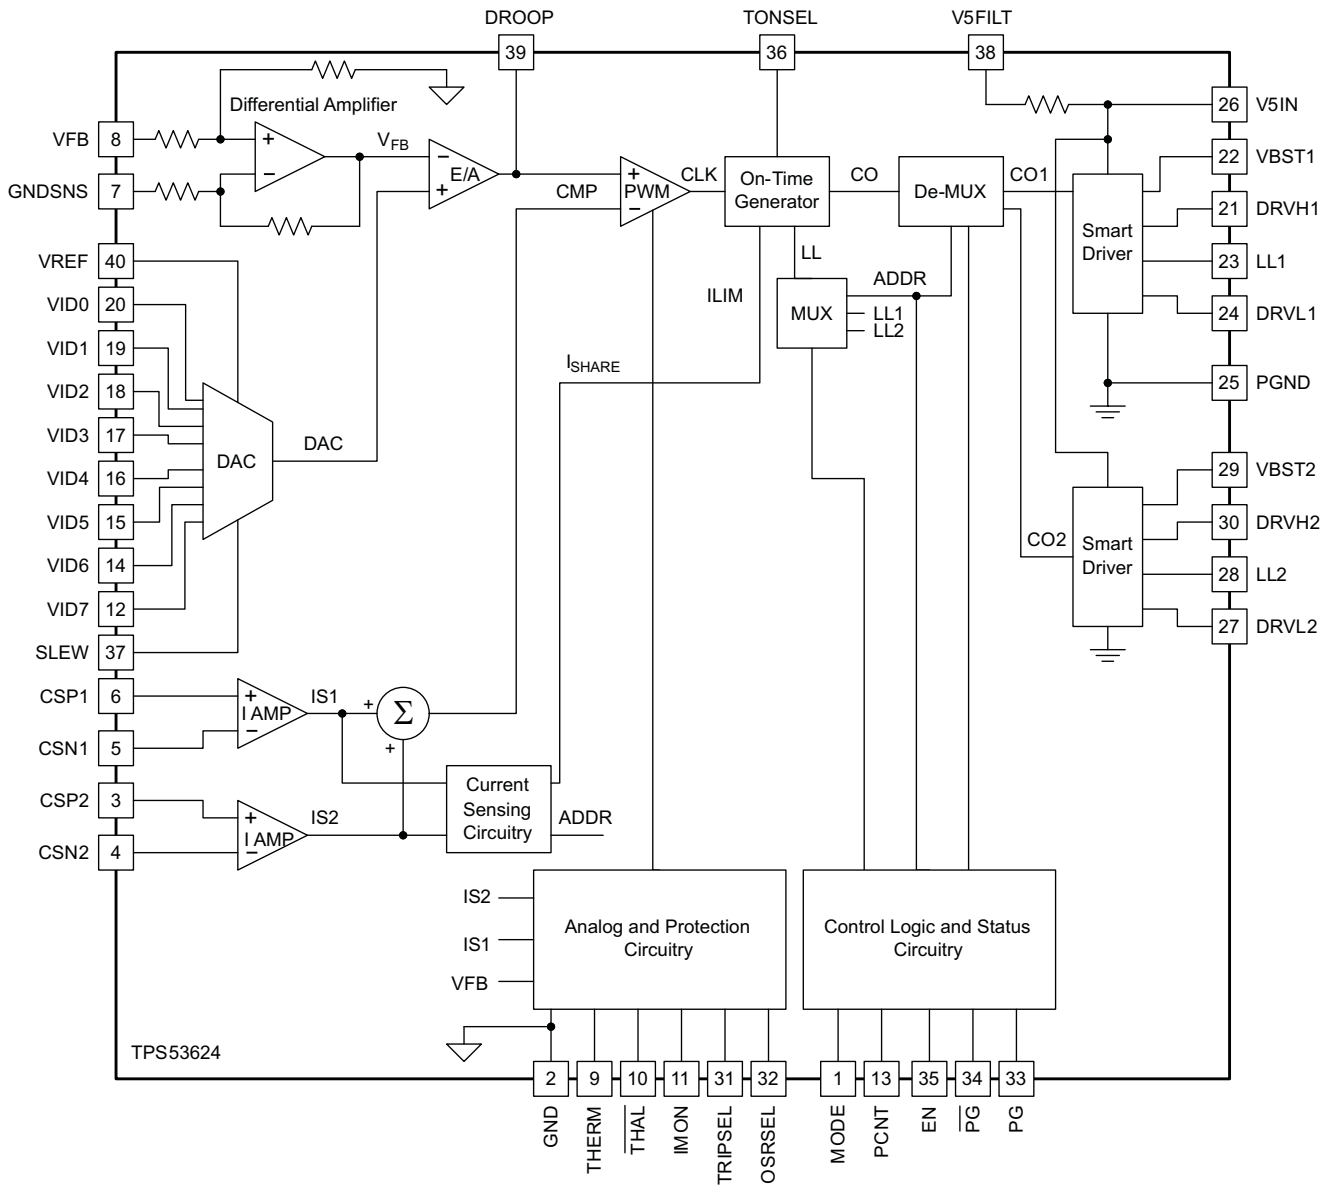 DROOP
TONSEL
V5FILT
39
36
38
Differential Amplifier
26
V5IN
VFB
8
+
−
VFB
−
E/A
+
+
PWM
−
CMP
CLK
On-Time
Generator
CO
De-MUX
CO1
22
VBST1
GNDSNS
7
21
DRVH1
Smart
Driver
VREF
40
LL
23
LL1
ILIM
ADDR
VID0
20
MUX
LL1
LL2
24
DRVL1
VID1
19
ISHARE
25
PGND
VID2
18
VID3
17
DAC
DAC
29
VBST2
VID4
16
VID5
15
30
DRVH2
CO2
Smart
Driver
VID6
14
28
LL2
VID7
12
27
DRVL2
SLEW
37
CSP1
6
+
I AMP
−
IS1
+
Σ
+
CSN1
5
Current
Sensing
Circuitry
CSP2
3
+
I AMP
−
IS2
ADDR
CSN2
4
IS2
IS1
VFB
Analog and Protection
Circuitry
Control Logic and Status
Circuitry
TPS53624
2
9
10
11
31
32
1
13
35
34
33
GND
THERM
THAL
IMON
TRIPSEL
OSRSEL
MODE
PCNT
EN
PG
PG